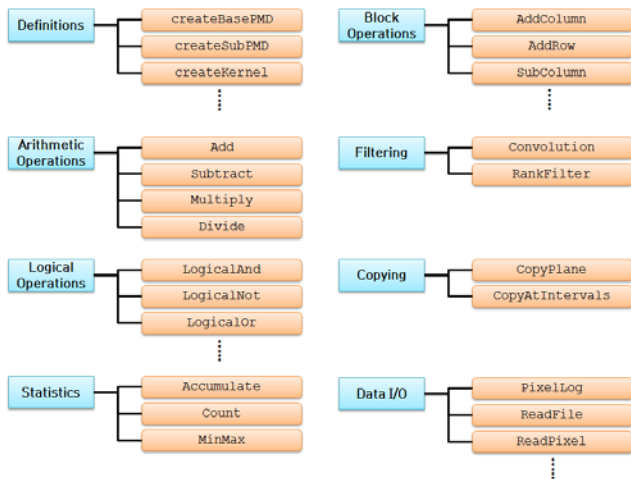 Definitions
createBasePMD
createSubPMD
createKernel
Block
Operations
AddColumn
AddRow
SubColumn
Arithmetic
Operations
Add
Subtract
Multiply
Divide
Filtering
Convolution
RankFilter
Logical
Operations
LogicalAnd
LogicalNot
LogicalOr
Copying
CopyPlane
CopyAtIntervals
Statistics
Accumulate
Count
MinMax
Data I/O
PixelLog
ReadFile
ReadPixel